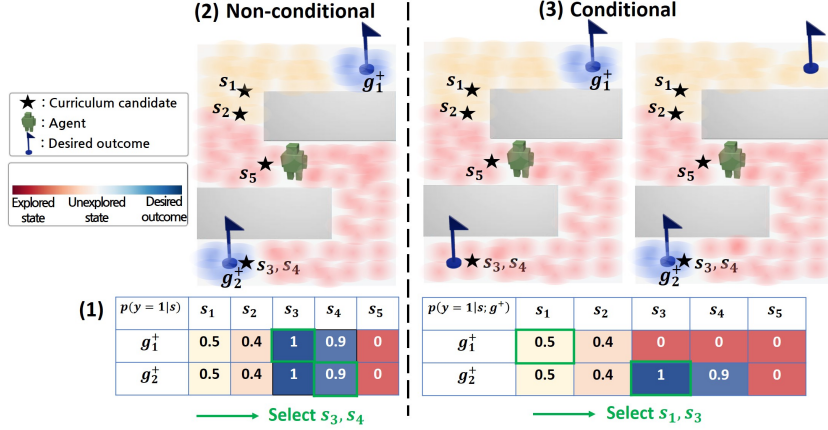 (2) Non-conditional
(3) Conditional
g₁⁺
s₁
s₂
s₅
g₂⁺
s₃, s₄
g₁⁺
s₁
s₂
s₅
s₃, s₄
s₁
s₂
s₅
g₂⁺
s₃, s₄
★ : Curriculum candidate
: Agent
: Desired outcome
Explored state
Unexplored state
Desired outcome
(1)
p(y = 1|s) s₁ s₂ s₃ s₄ s₅
g₁⁺ 0.5 0.4 1 0.9 0
g₂⁺ 0.5 0.4 1 0.9 0
Select s₃, s₄
p(y = 1|s; g⁺) s₁ s₂ s₃ s₄ s₅
g₁⁺ 0.5 0.4 0 0 0
g₂⁺ 0.5 0.4 1 0.9 0
Select s₁, s₃